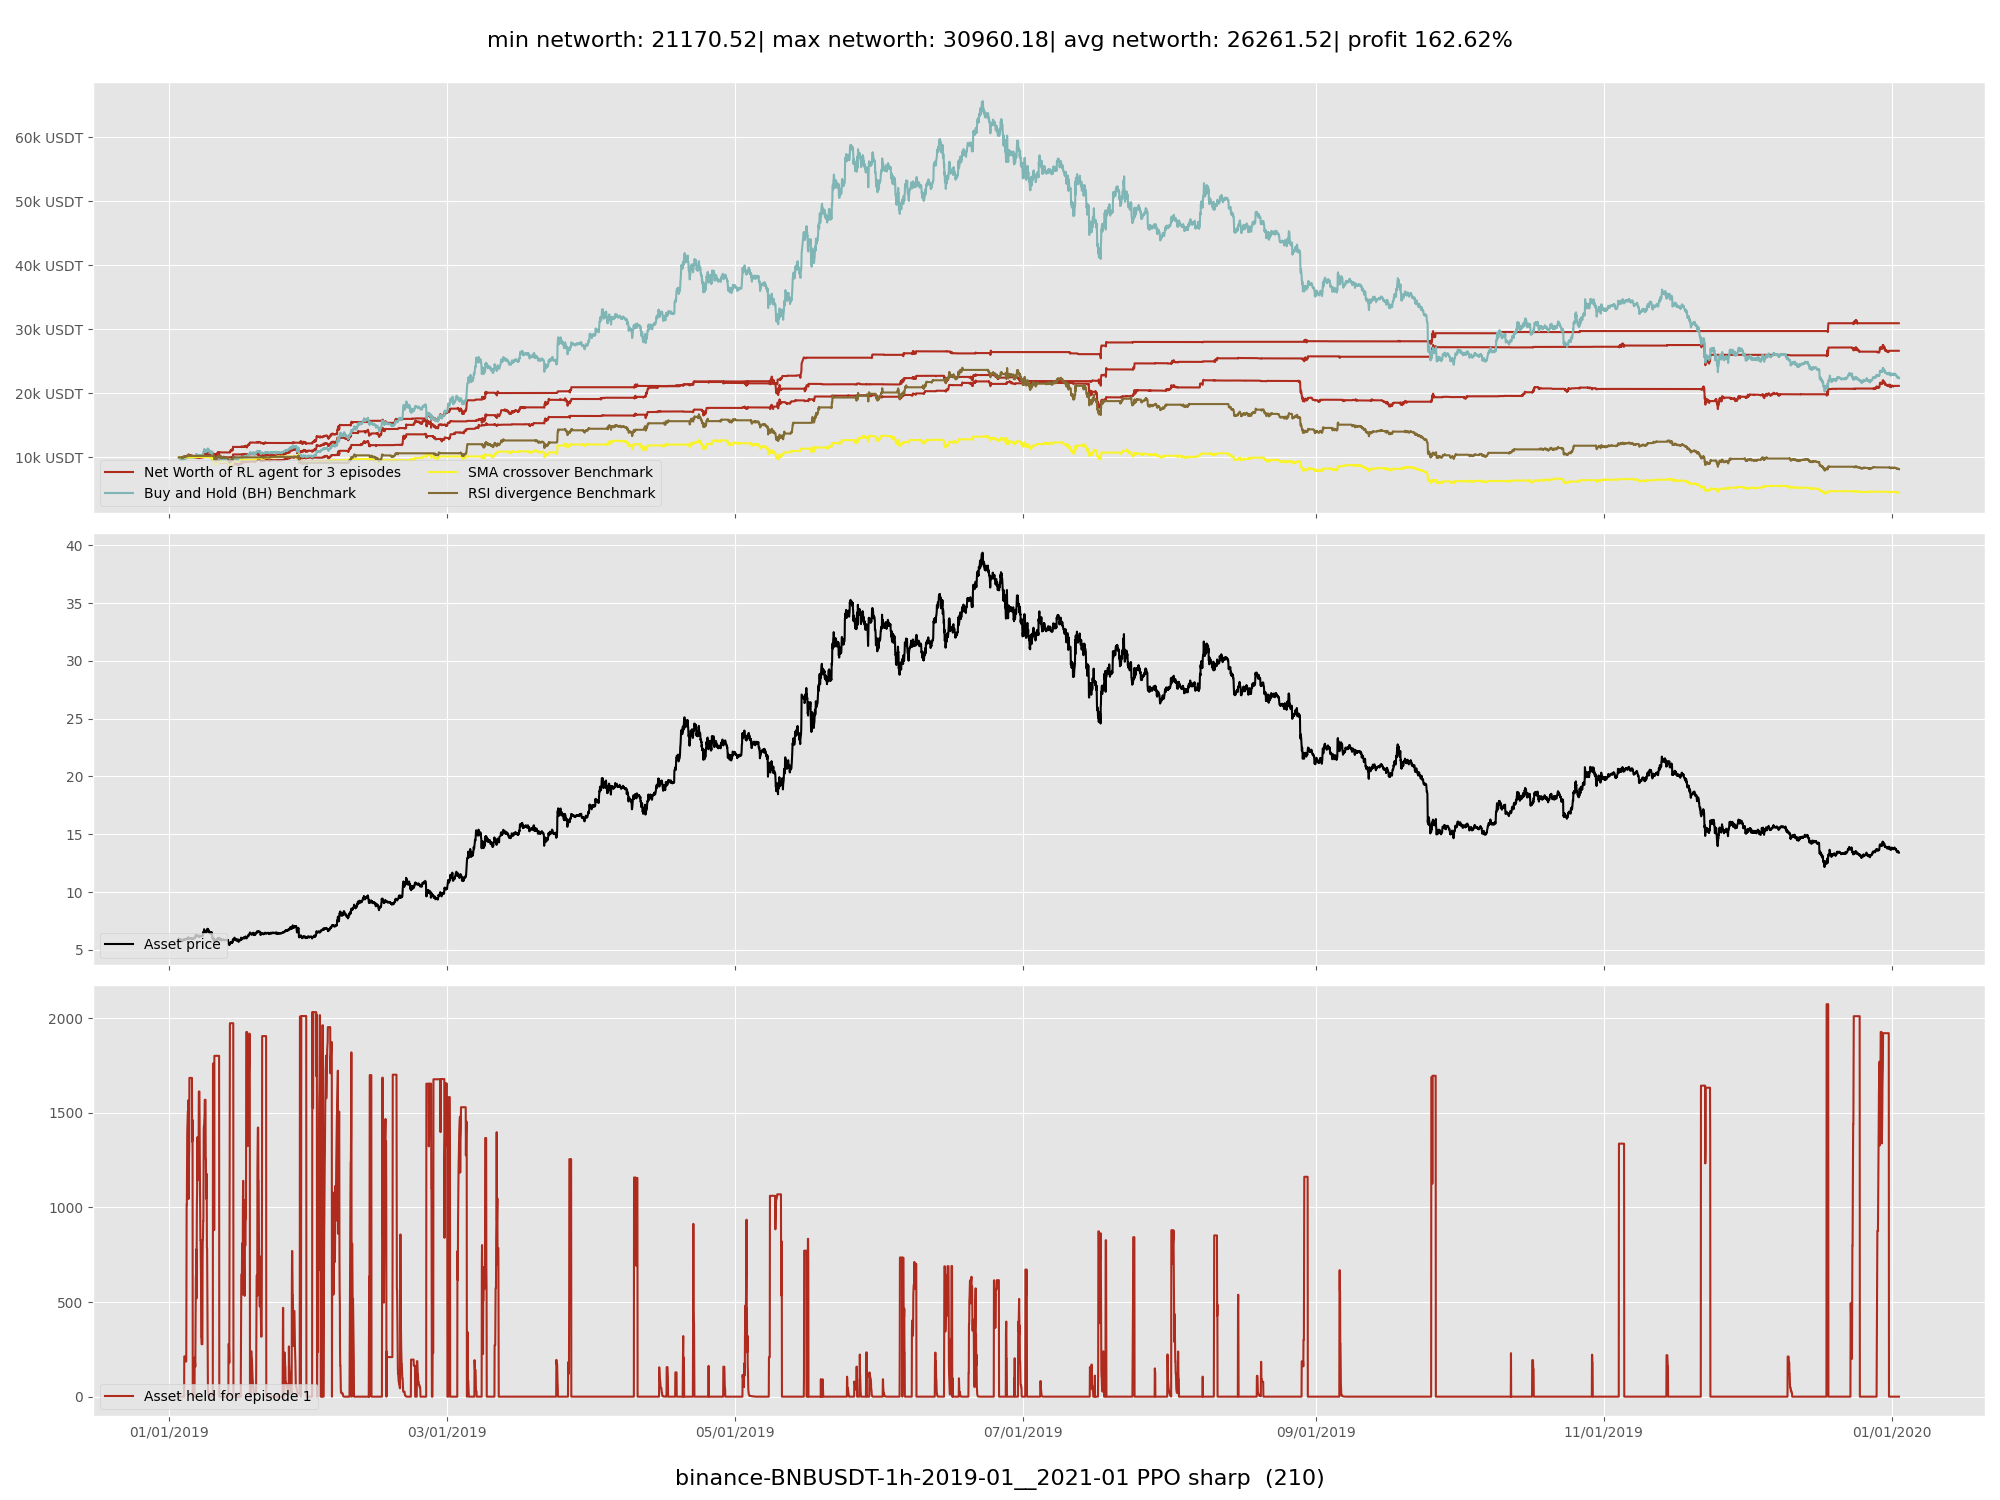 min networth: 21170.52| max networth: 30960.18| avg networth: 26261.52| profit 162.62%
60k USDT
50k USDT
40k USDT
30k USDT
20k USDT
10k USDT
Net Worth of RL agent for 3 episodes
Buy and Hold (BH) Benchmark
SMA crossover Benchmark
RSI divergence Benchmark
40
35
30
25
20
15
10
5
Asset price
2000
1500
1000
500
0
Asset held for episode 1
01/01/2019 03/01/2019 05/01/2019 07/01/2019 09/01/2019 11/01/2019 01/01/2020
binance-BNBUSDT-1h-2019-01__2021-01 PPO sharp (210)